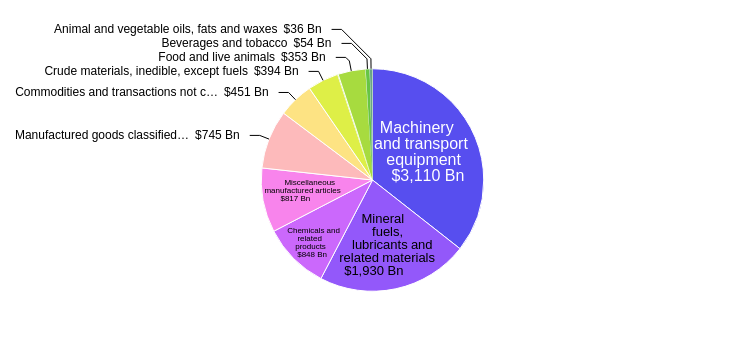 Animal and vegetable oils, fats and waxes $36 Bn
Beverages and tobacco $54 Bn
Food and live animals $353 Bn
Crude materials, inedible, except fuels $394 Bn
Commodities and transactions not c… $451 Bn
Manufactured goods classified… $745 Bn
Machinery
and transport
equipment
$3,110 Bn
Miscellaneous
manufactured articles
$817 Bn
Mineral
fuels,
lubricants and
related materials
$1,930 Bn
Chemicals and
related
products
$848 Bn